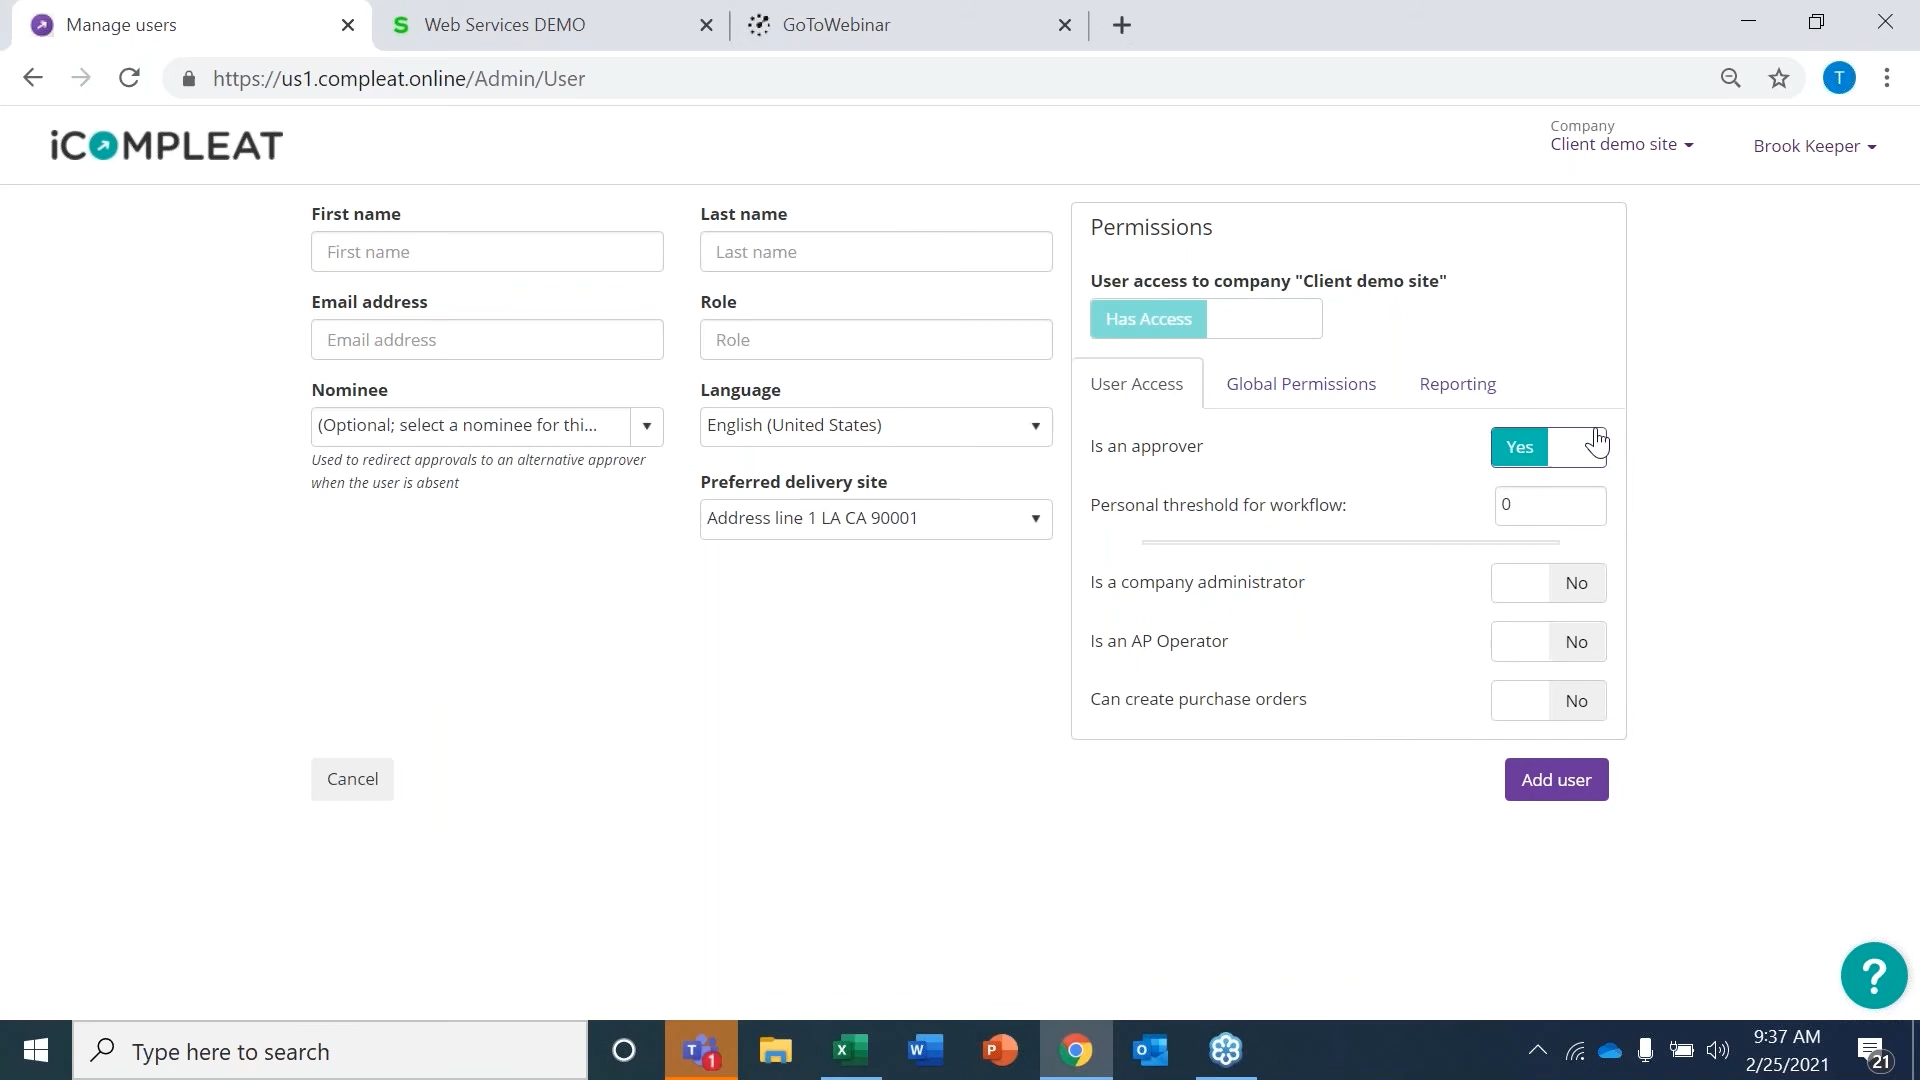 Manage users
Web Services DEMO
GoToWebinar
https://us1.compleat.online/Admin/User
T
iCOMPLEAT
Company
Client demo site
Brook Keeper
First name
Last name
First name
Last name
Email address
Role
Email address
Role
Nominee
Language
(Optional; select a nominee for thi...
English (United States)
Used to redirect approvals to an alternative approver
when the user is absent
Preferred delivery site
Address line 1 LA CA 90001
Permissions
User access to company "Client demo site"
Has Access
User Access
Global Permissions
Reporting
Is an approver
Yes
Personal threshold for workflow:
0
Is a company administrator
No
Is an AP Operator
No
Can create purchase orders
No
Cancel
Add user
?
Type here to search
9:37 AM
2/25/2021
21